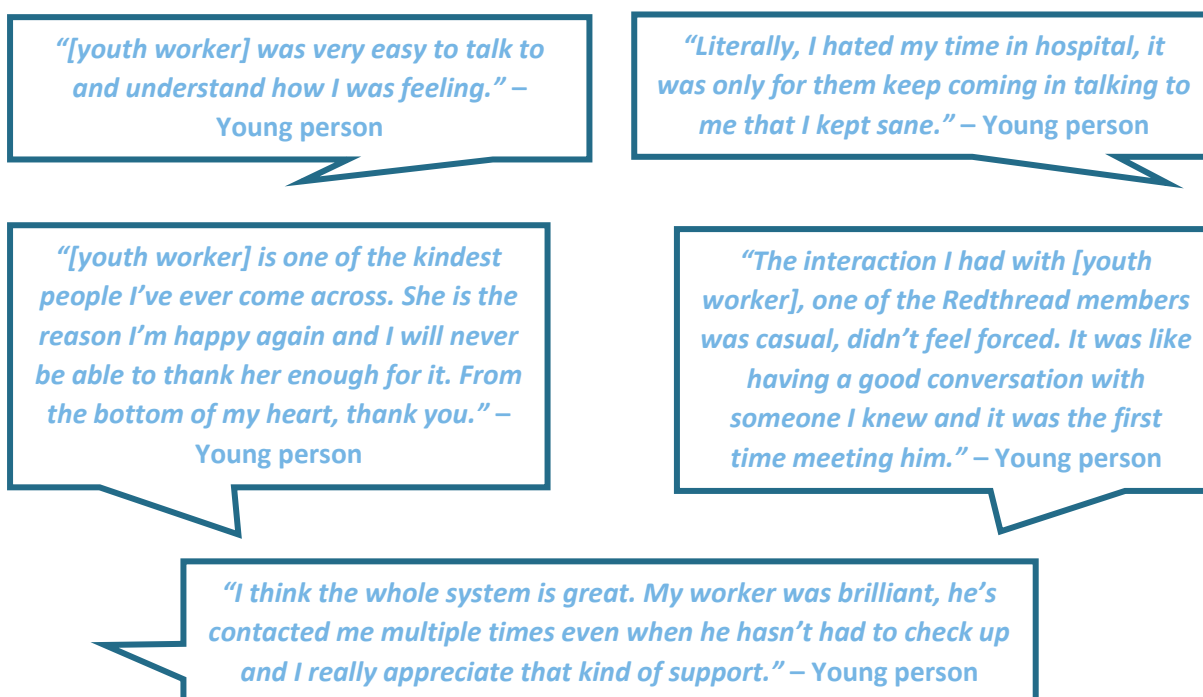 “[youth worker] was very easy to talk to
and understand how I was feeling.” –
Young person
“Literally, I hated my time in hospital, it
was only for them keep coming in talking to
me that I kept sane.” – Young person
“[youth worker] is one of the kindest
people I’ve ever come across. She is the
reason I’m happy again and I will never
be able to thank her enough for it. From
the bottom of my heart, thank you.” –
Young person
“The interaction I had with [youth
worker], one of the Redthread members
was casual, didn’t feel forced. It was like
having a good conversation with
someone I knew and it was the first
time meeting him.” – Young person
“I think the whole system is great. My worker was brilliant, he’s
contacted me multiple times even when he hasn’t had to check up
and I really appreciate that kind of support.” – Young person